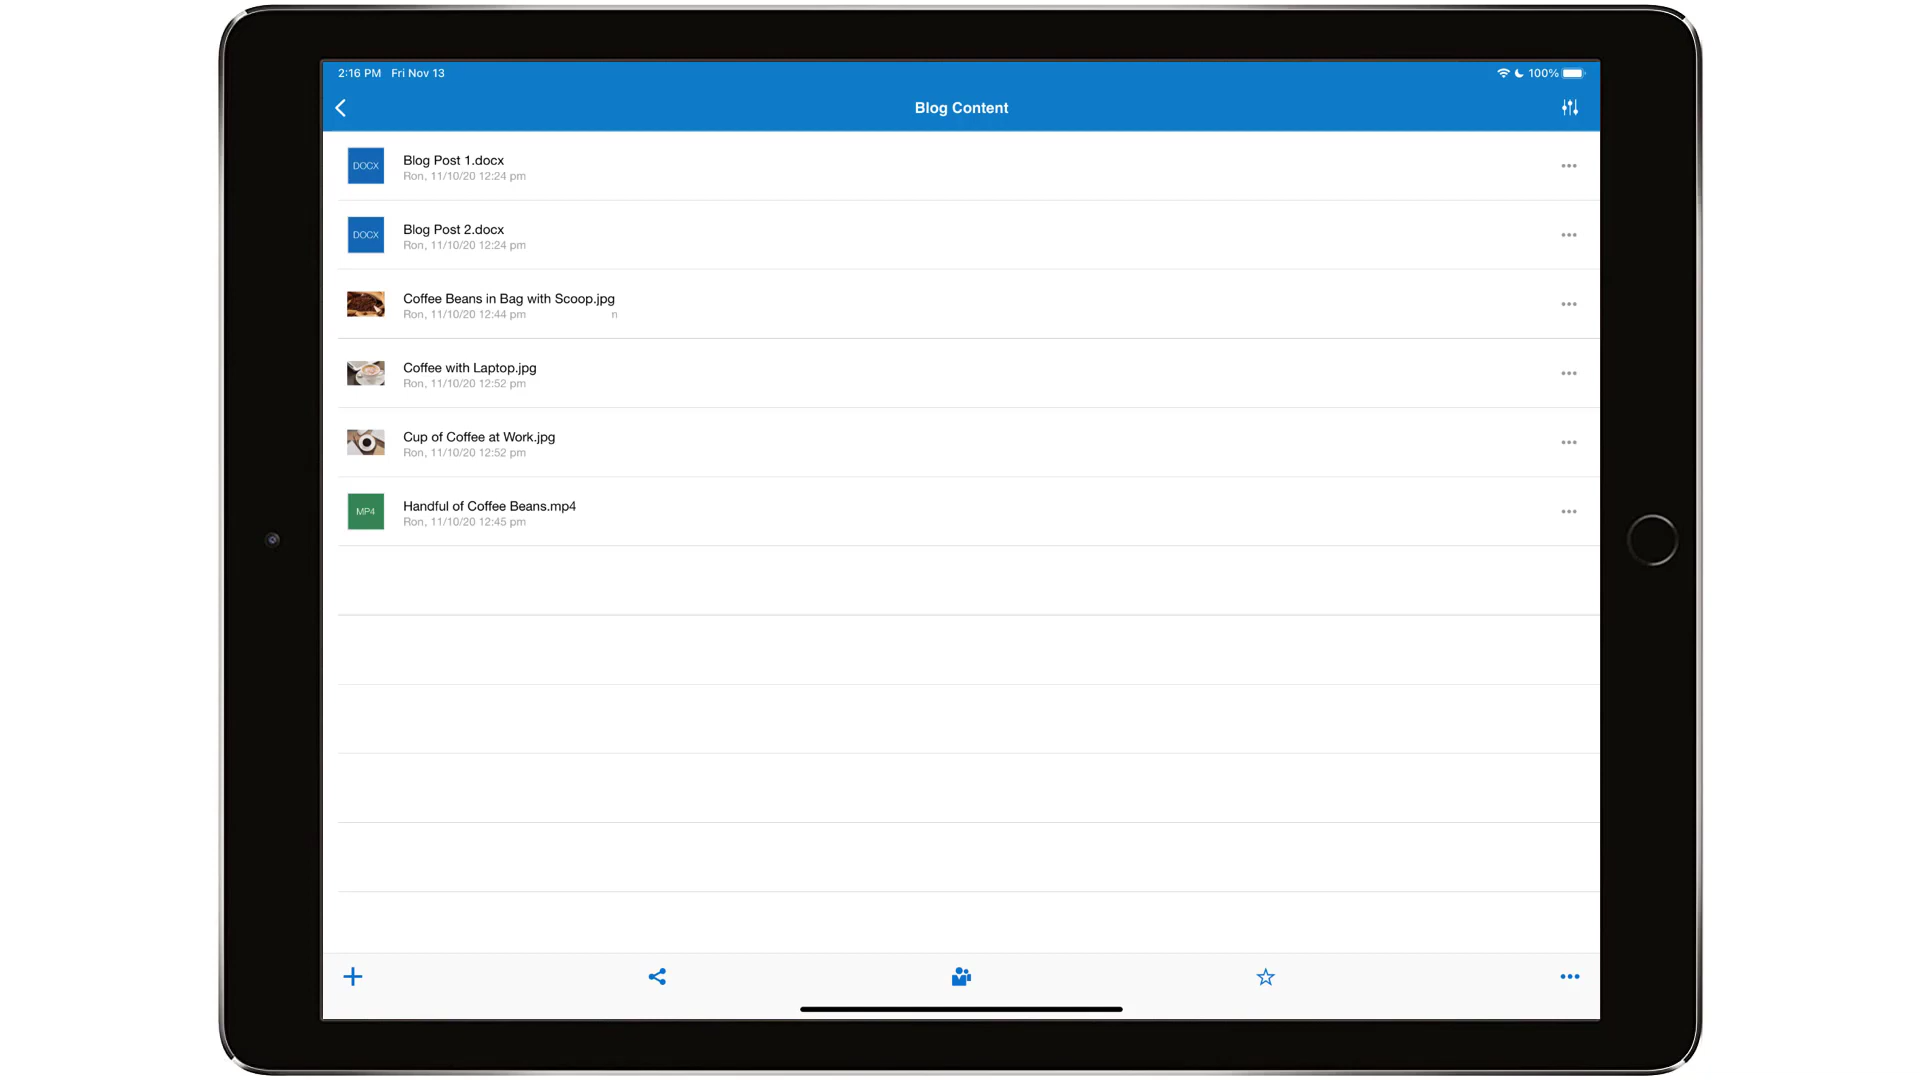 2:16 PM Fri Nov 13
100%
Blog Content
DOCX
Blog Post 1.docx
Ron, 11/10/20 12:24 pm
DOCX
Blog Post 2.docx
Ron, 11/10/20 12:24 pm
Coffee Beans in Bag with Scoop.jpg
Ron, 11/10/20 12:44 pm n
Coffee with Laptop.jpg
Ron, 11/10/20 12:52 pm
Cup of Coffee at Work.jpg
Ron, 11/10/20 12:52 pm
MP4
Handful of Coffee Beans.mp4
Ron, 11/10/20 12:45 pm